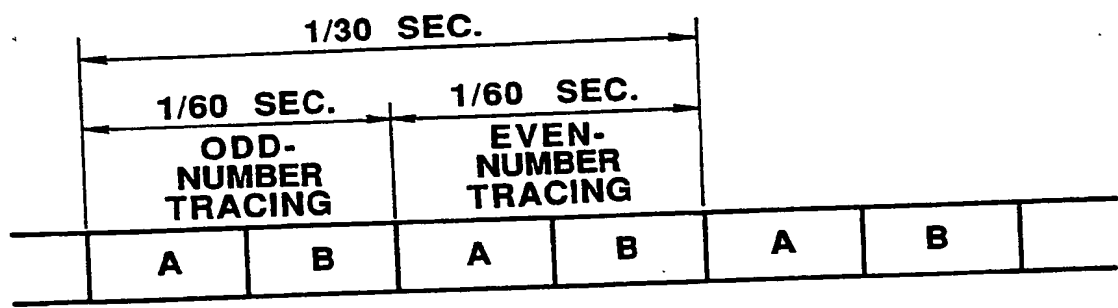 1/30 SEC.
1/60 SEC. 1/60 SEC.
ODD- EVEN-
NUMBER NUMBER
TRACING TRACING
A B A B A B